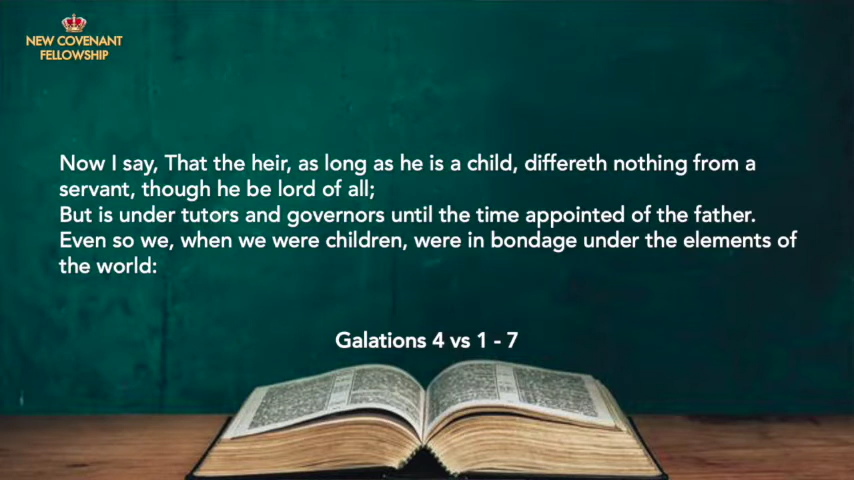 NEW COVENANT
FELLOWSHIP
Now I say, That the heir, as long as he is a child, differeth nothing from a
servant, though he be lord of all;
But is under tutors and governors until the time appointed of the father.
Even so we, when we were children, were in bondage under the elements of
the world:
Galations 4 vs 1 - 7